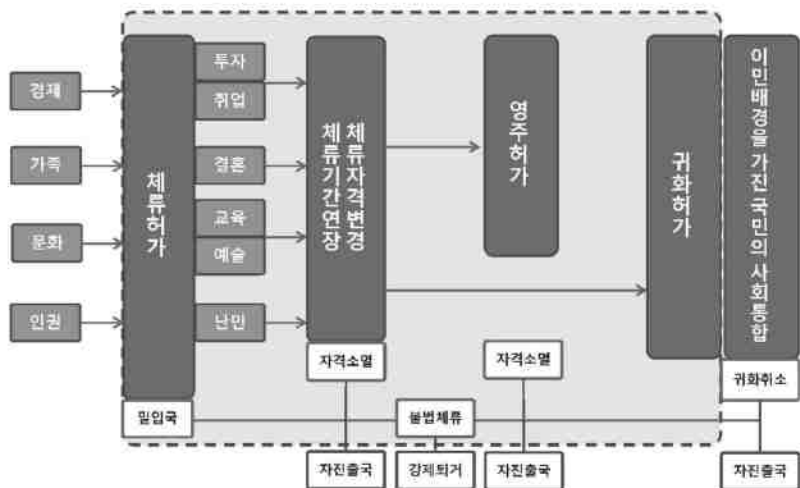 경제
가족
문화
인권
체류허가
투자
취업
결혼
교육
예술
난민
체류자격변경
체류기간연장
영주허가
귀화허가
이민배경을 가진 국민의 사회통합
자격소멸
자격소멸
귀화취소
밀입국
불법체류
자진출국
강제퇴거
자진출국
자진출국